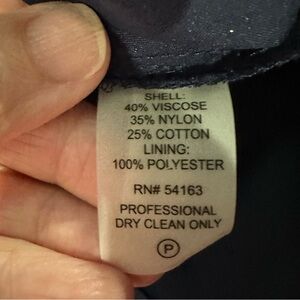 SHELL:
40% VISCOSE
35% NYLON
25% COTTON
LINING:
100% POLYESTER
RN# 54163
PROFESSIONAL
DRY CLEAN ONLY
P